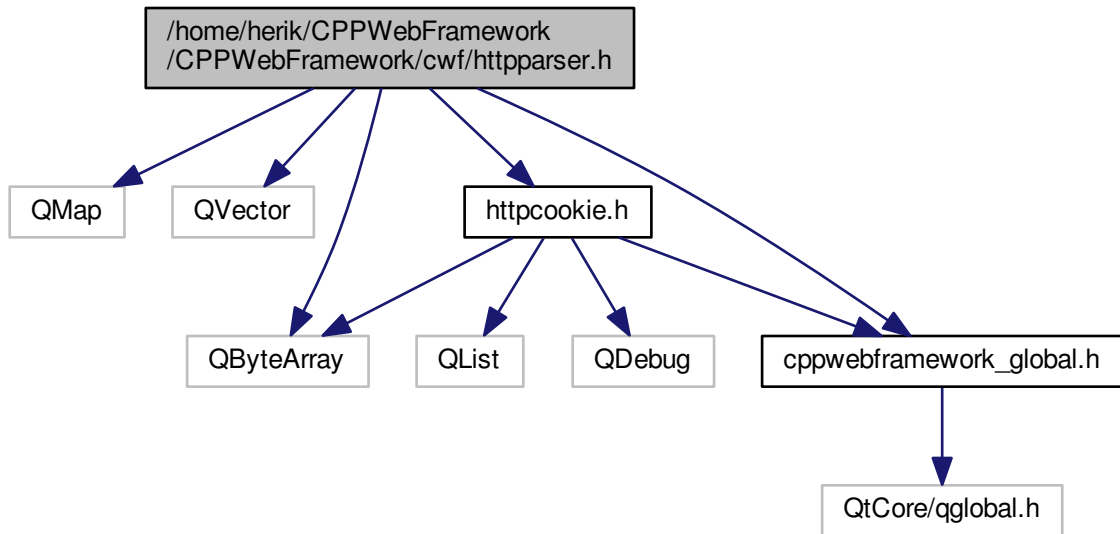 /home/herik/CPPWebFramework
/CPPWebFramework/cwf/httpparser.h
QMap
QVector
httpcookie.h
QByteArray
QList
QDebug
cppwebframework_global.h
QtCore/qglobal.h